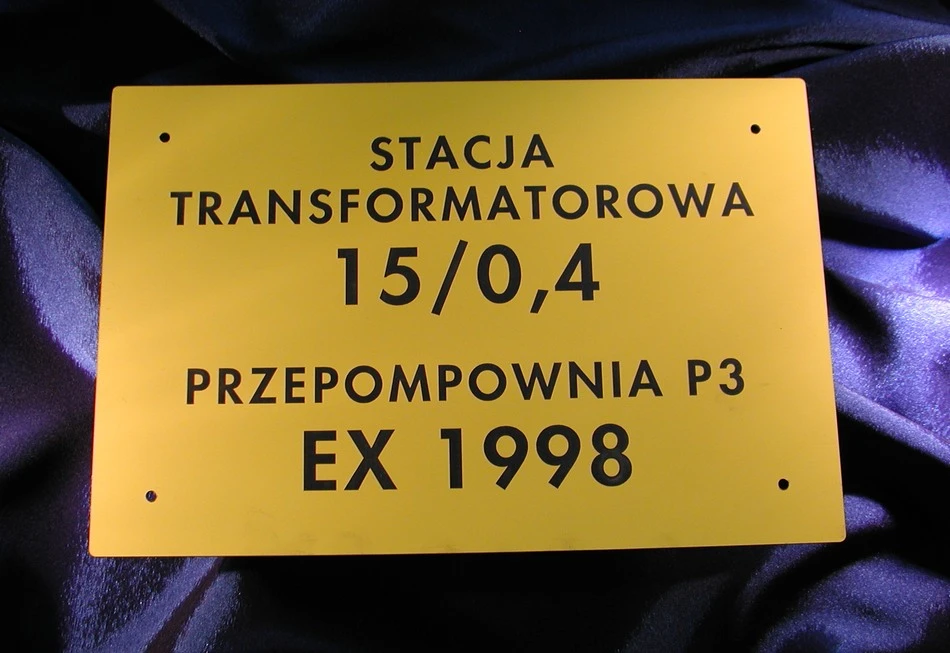 STACJA
TRANSFORMATOROWA
15/0,4
PRZEPOMPOWNIA P3
EX 1998